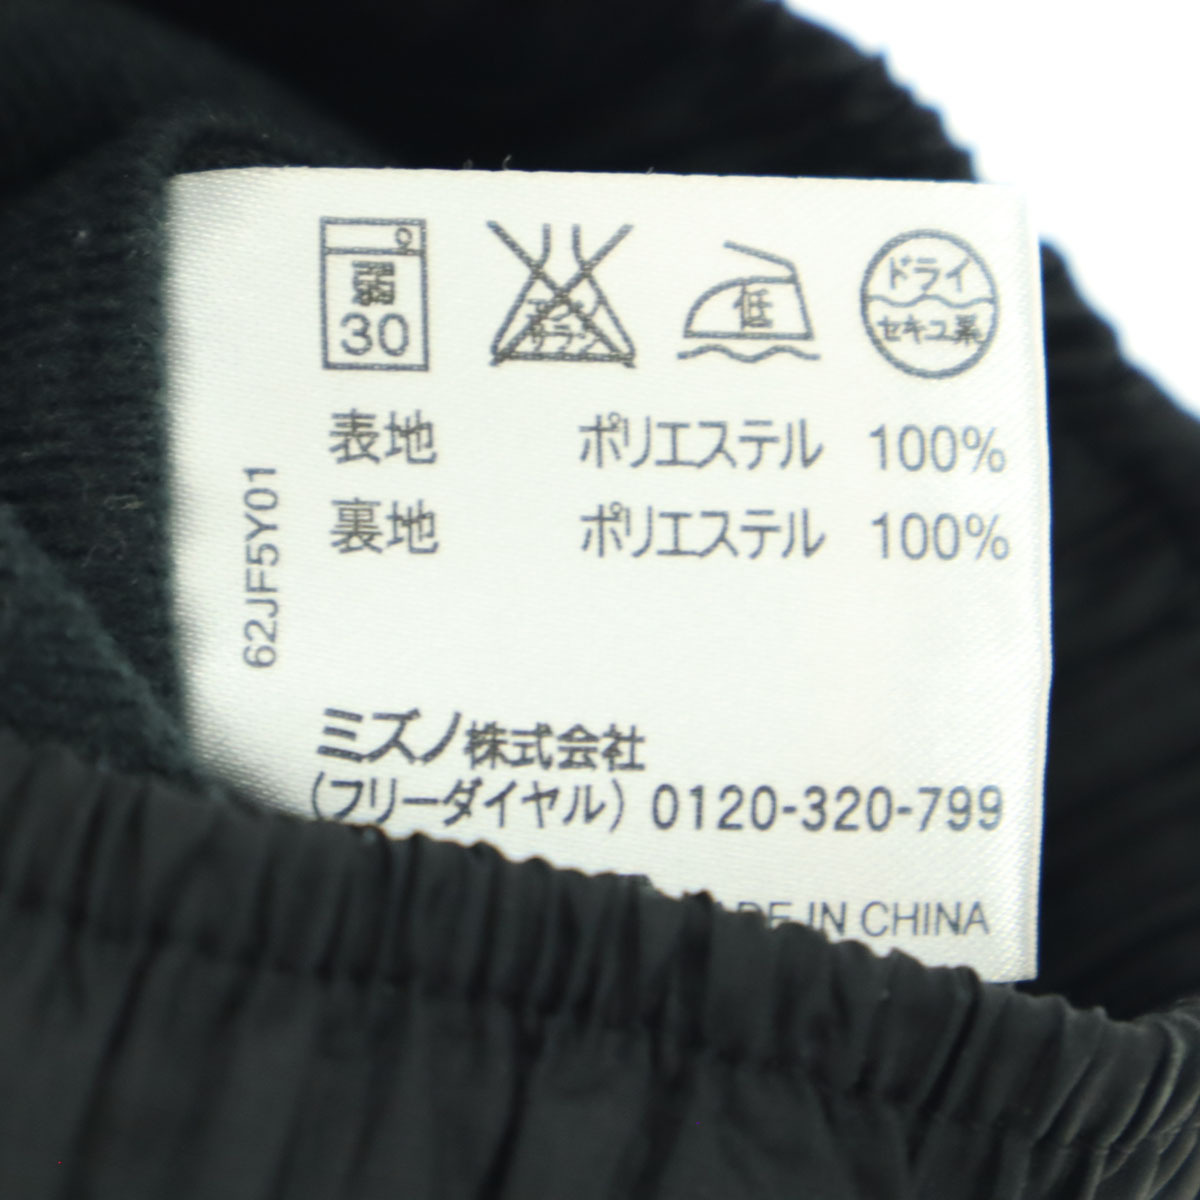 弱
30
エンソ
サラシ
低
ドライ
セキユ系
表地 ポリエステル 100%
裏地 ポリエステル 100%
62JF5Y01
ミズノ株式会社
(フリーダイヤル) 0120-320-799
MADE IN CHINA